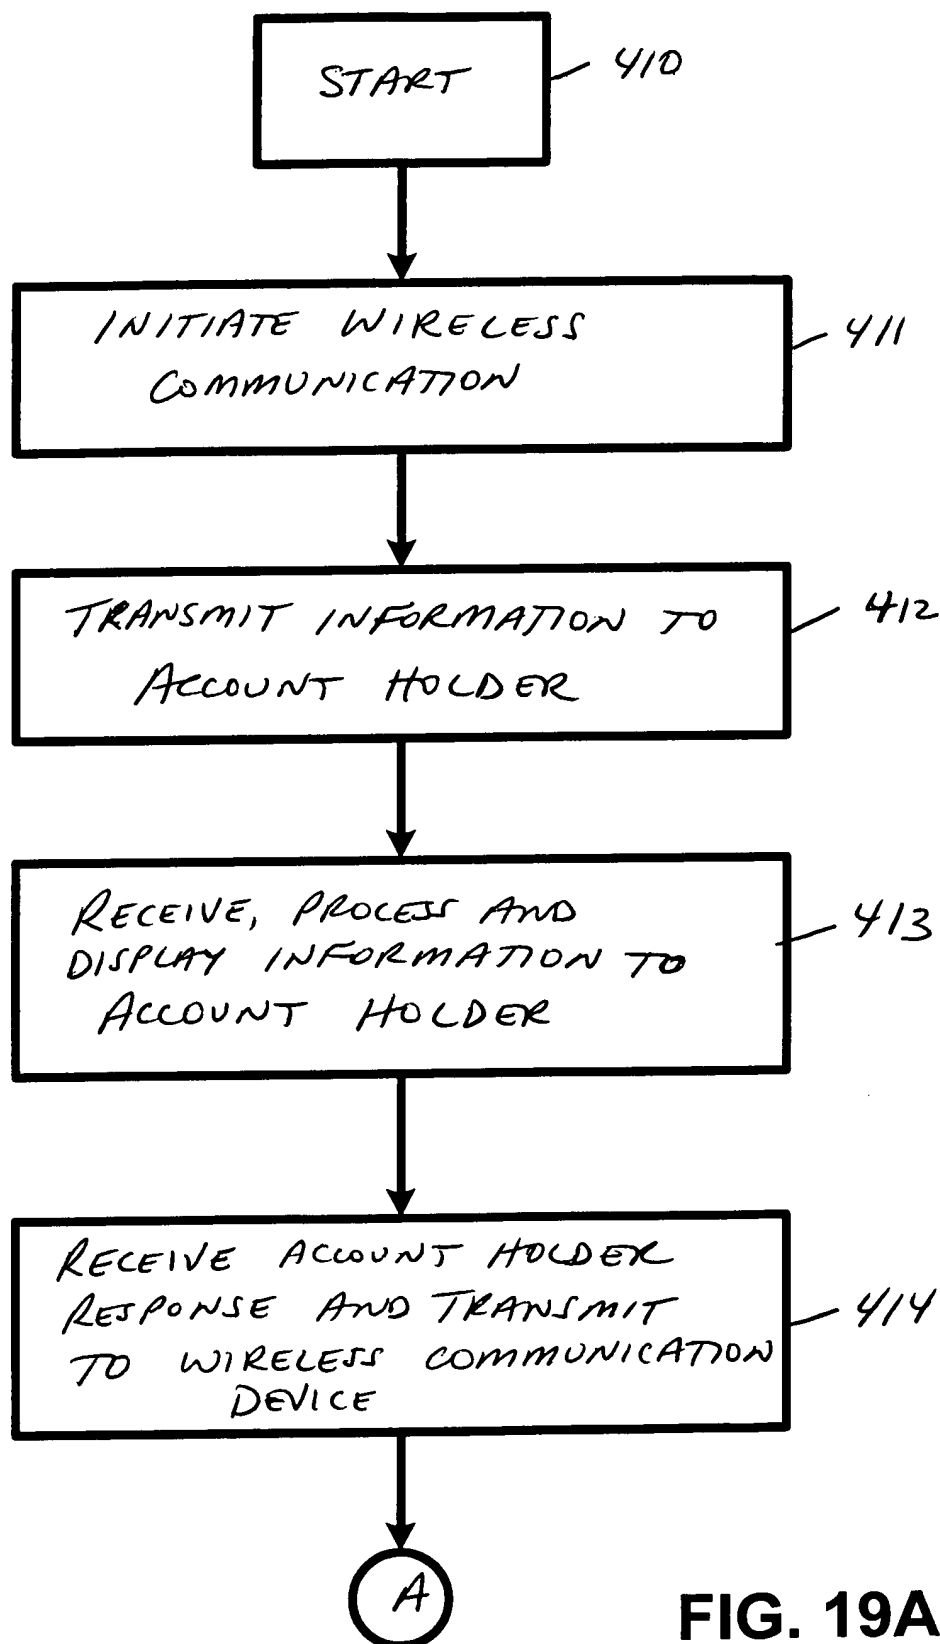 START
410
INITIATE WIRELESS
COMMUNICATION
411
TRANSMIT INFORMATION TO
ACCOUNT HOLDER
412
RECEIVE, PROCESS AND
DISPLAY INFORMATION TO
ACCOUNT HOLDER
413
RECEIVE ACCOUNT HOLDER
RESPONSE AND TRANSMIT
TO WIRELESS COMMUNICATION
DEVICE
414
A
FIG. 19A